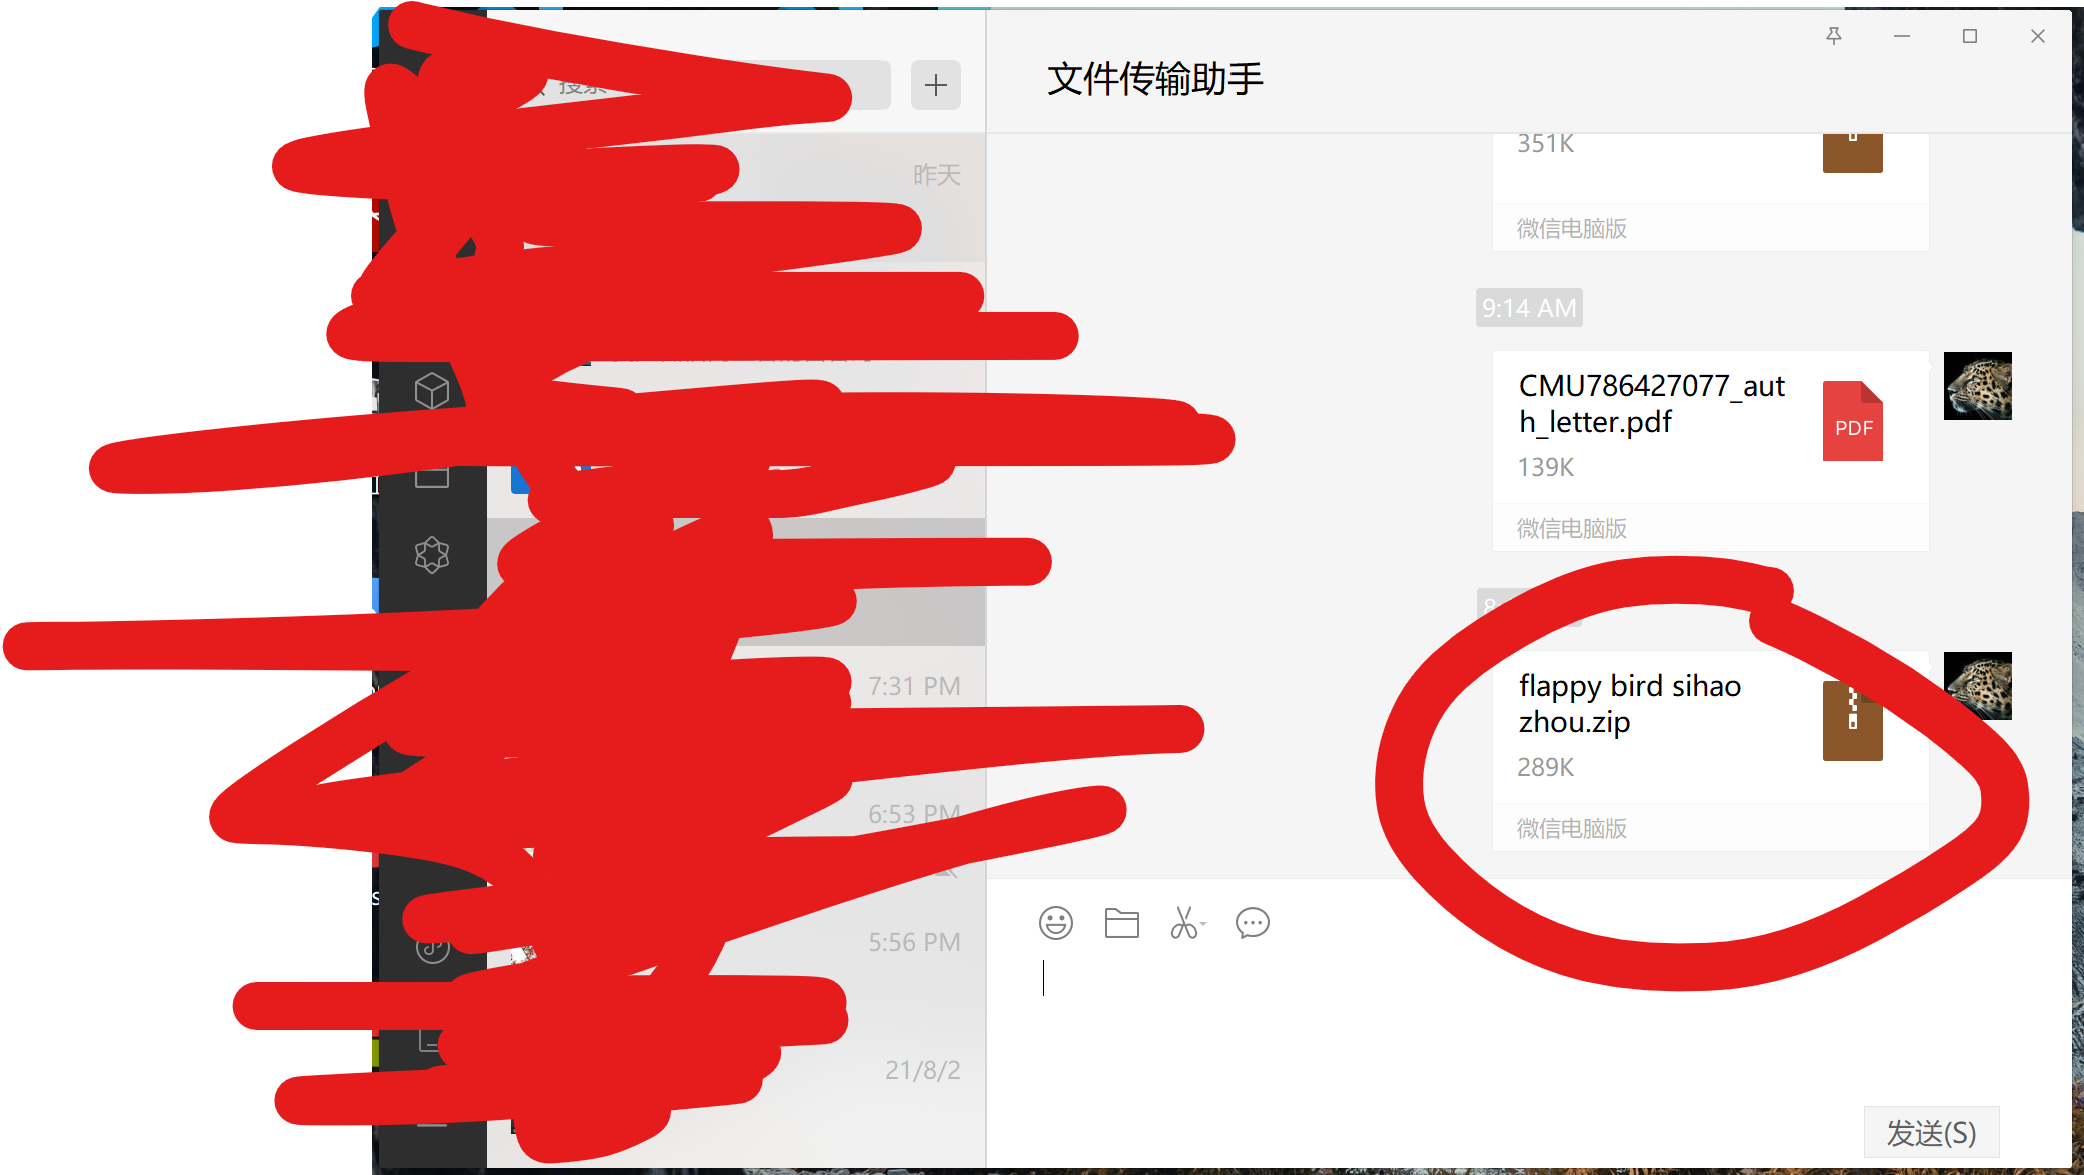 文件传输助手
昨天
7:31 PM
6:53 PM
5:56 PM
21/8/2
351K
微信电脑版
9:14 AM
CMU786427077_aut
h_letter.pdf
PDF
139K
微信电脑版
flappy bird sihao
zhou.zip
289K
微信电脑版
发送(S)